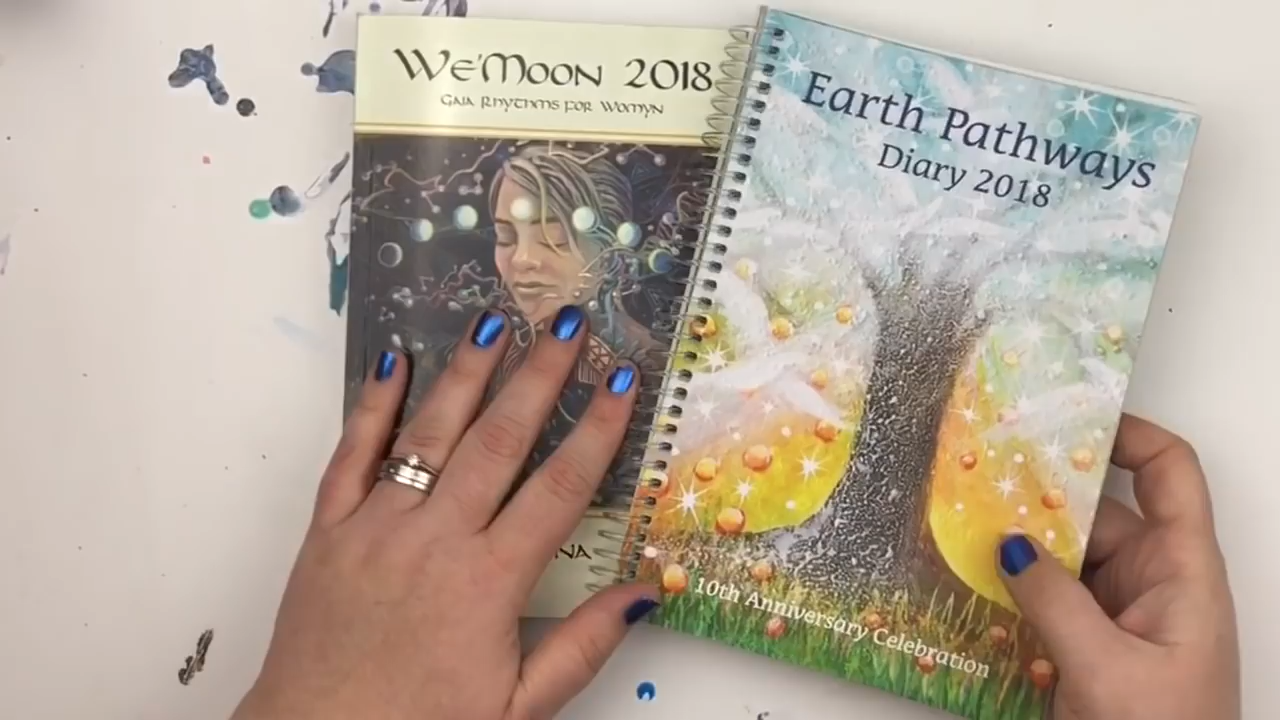 We'Moon 2018
Gaia Rhythms for Womyn
Earth Pathways
Diary 2018
10th Anniversary Celebration